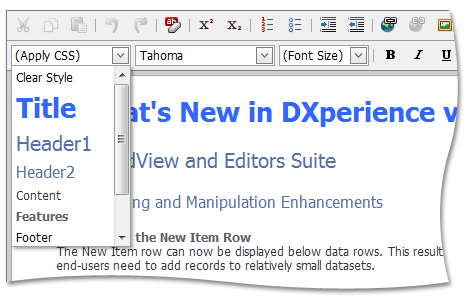 (Apply CSS) Tahoma (Font Size) B I U
Clear Style
Title
Header1
Header2
Content
Features
Footer
at's New in DXperience v
dView and Editors Suite
ng and Manipulation Enhancements
the New Item Row
The New Item row can now be displayed below data rows. This result
end-users need to add records to relatively small datasets.